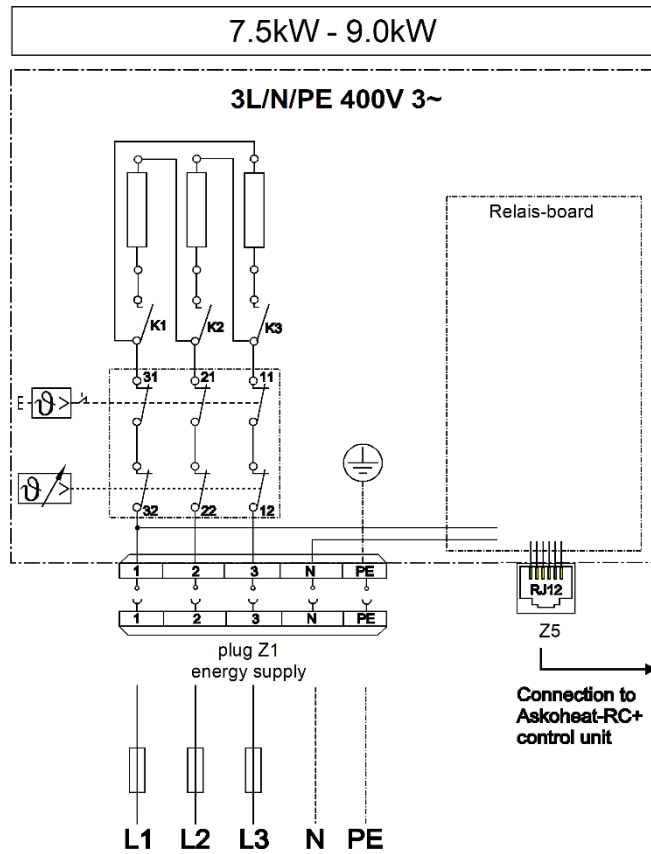 7.5kW - 9.0kW
3L/N/PE 400V 3~
Relais-board
K1 K2 K3
31 21 11
ϑ >
ϑ >
32 22 12
1 2 3 N PE
1 2 3 N PE
RJ12
Z5
plug Z1
energy supply
Connection to
Askoheat-RC+
control unit
L1 L2 L3 N PE